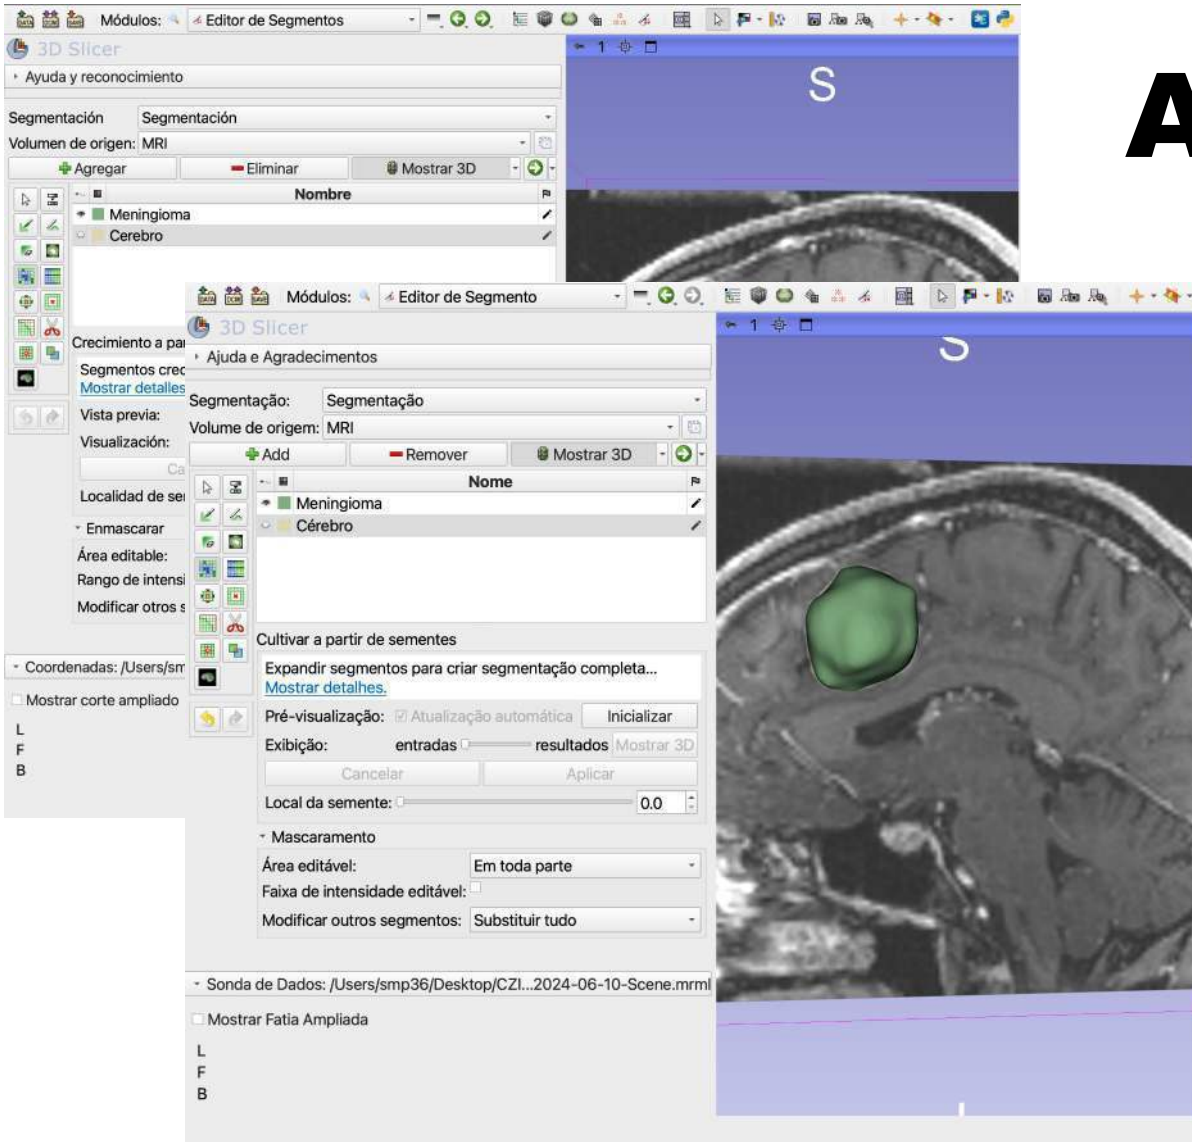 Módulos: Editor de Segmentos
1
3D Slicer
S
A
Ayuda y reconocimiento
Segmentación Segmentación
Volumen de origen: MRI
Agregar Eliminar Mostrar 3D
Nombre
Meningioma
Cerebro
Crecimiento a pa
Segmentos crec
Mostrar detalles
Vista previa:
Visualización:
Ca
Localidad de se
Enmascarar
Área editable:
Rango de intensi
Modificar otros s
Coordenadas: /Users/sm
Mostrar corte ampliado
L
F
B
Módulos: Editor de Segmento
1
3D Slicer
S
Ajuda e Agradecimentos
Segmentação: Segmentação
Volume de origem: MRI
Add Remover Mostrar 3D
Nome
Meningioma
Cérebro
Cultivar a partir de sementes
Expandir segmentos para criar segmentação completa...
Mostrar detalhes.
Pré-visualização: Atualização automática Inicializar
Exibição: entradas resultados Mostrar 3D
Cancelar Aplicar
Local da semente: 0.0
Mascaramento
Área editável: Em toda parte
Faixa de intensidade editável:
Modificar outros segmentos: Substituir tudo
Sonda de Dados: /Users/smp36/Desktop/CZI...2024-06-10-Scene.mrml
Mostrar Fatia Ampliada
L
F
B